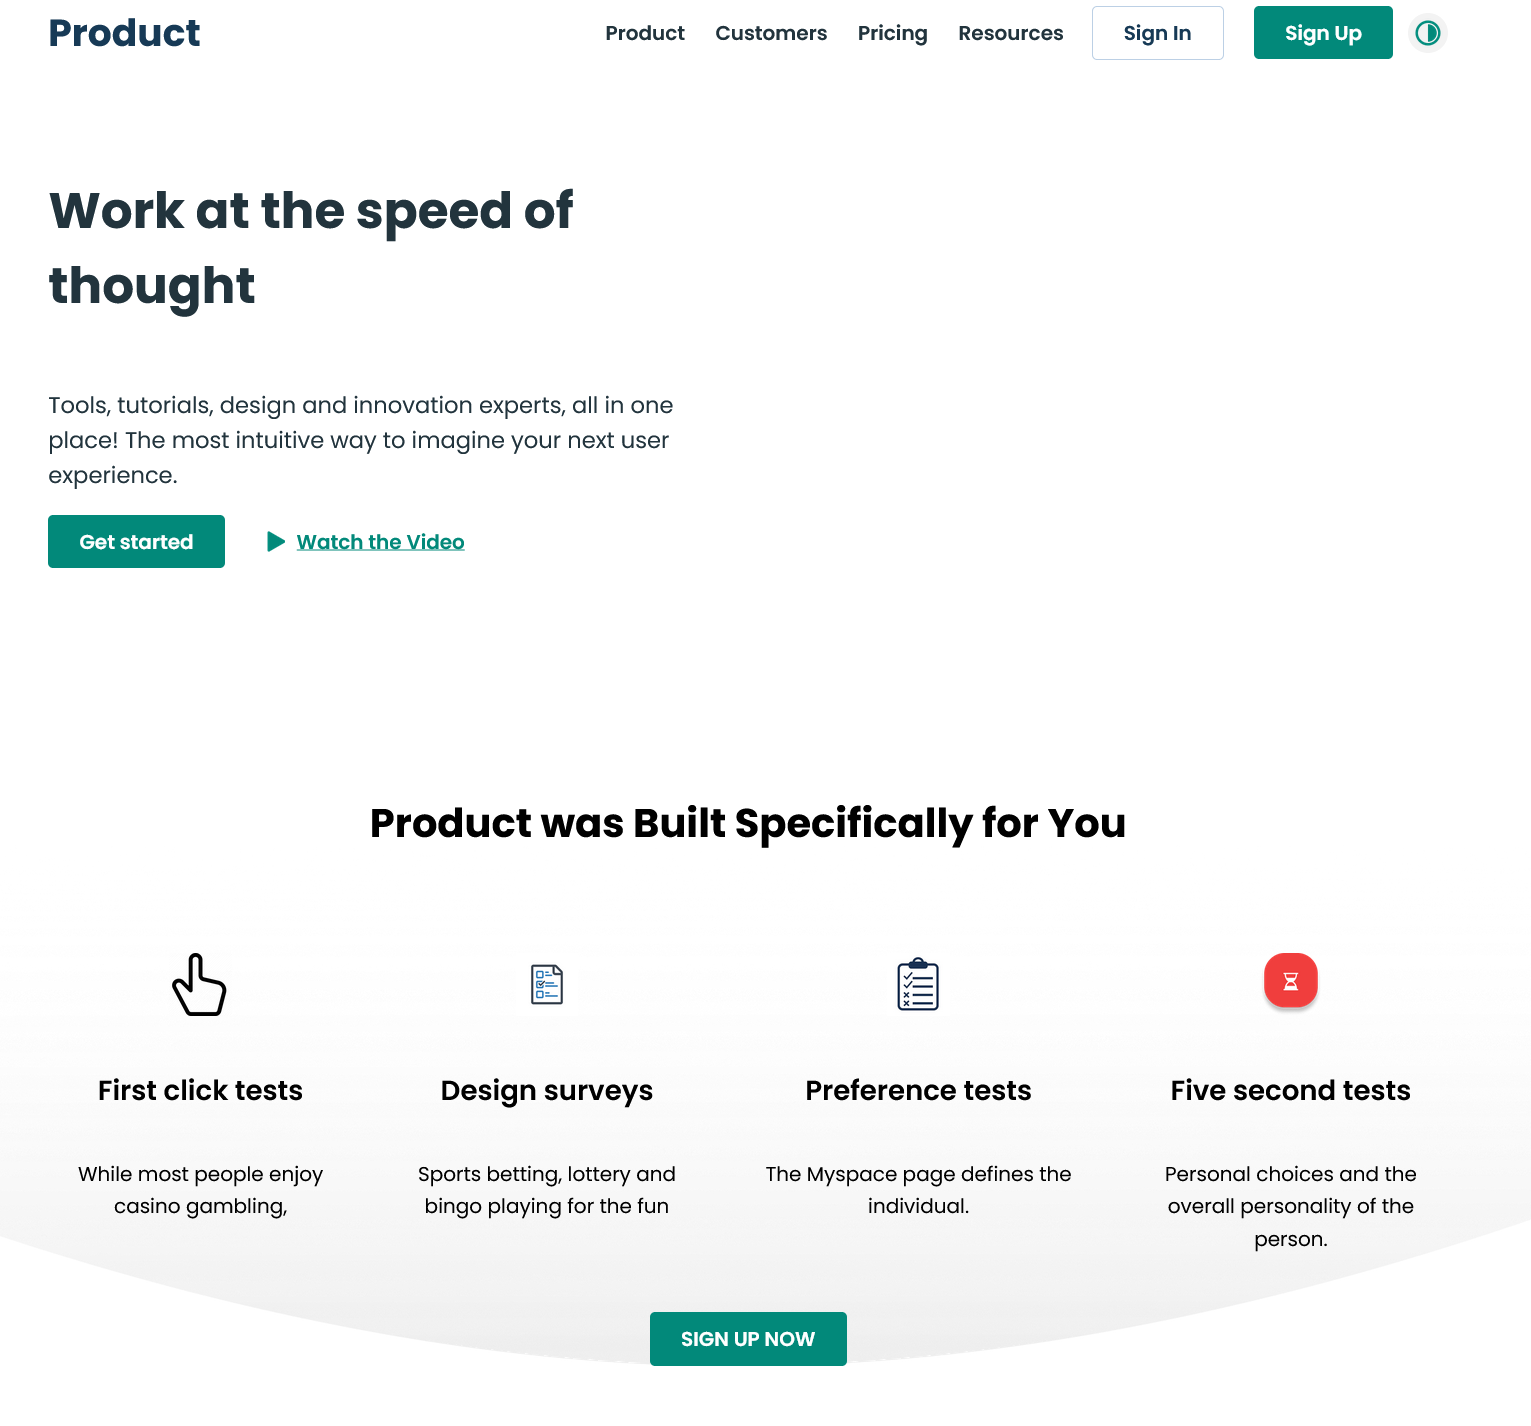 Product
Product Customers Pricing Resources Sign In Sign Up
Work at the speed of
thought
Tools, tutorials, design and innovation experts, all in one
place! The most intuitive way to imagine your next user
experience.
Get started Watch the Video
Product was Built Specifically for You
First click tests
While most people enjoy
casino gambling,
Design surveys
Sports betting, lottery and
bingo playing for the fun
Preference tests
The Myspace page defines the
individual.
Five second tests
Personal choices and the
overall personality of the
person.
SIGN UP NOW